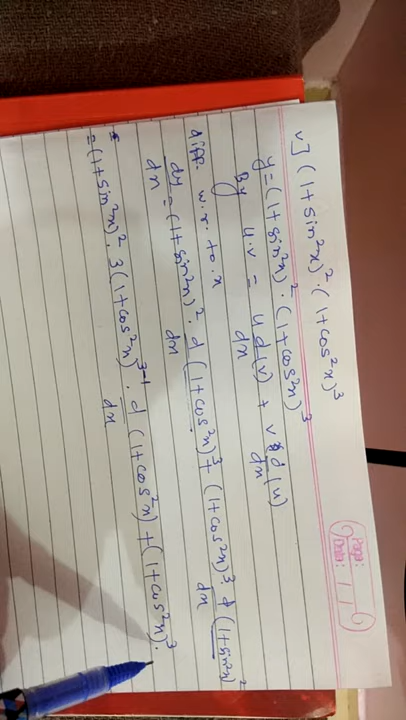 Page: 6
Date: / /
v] (1+sin²x)² · (1+cos²x)³
y = (1+sin²x)² · (1+cos²x)³
By u·v = u d/dx (v) + v d/dx (u)
diff. w.r.to.x
dy/dx = (1+sin²x)² · d/dx (1+cos²x)³ + (1+cos²x)³ · d/dx (1+sin²x)²
= (1+sin²x)² · 3(1+cos²x)³⁻¹ · d/dx (1+cos²x) + (1+cos²x)³ ·